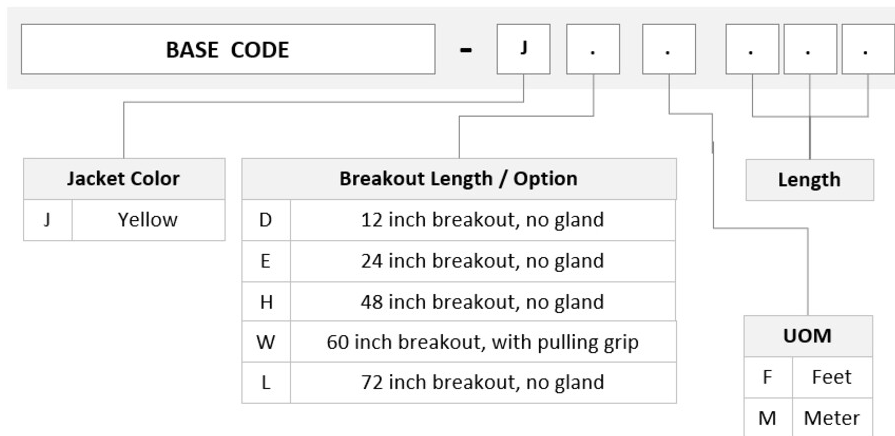 BASE CODE - J . . . . .
Jacket Color
J Yellow
Breakout Length / Option
D 12 inch breakout, no gland
E 24 inch breakout, no gland
H 48 inch breakout, no gland
W 60 inch breakout, with pulling grip
L 72 inch breakout, no gland
Length
UOM
F Feet
M Meter